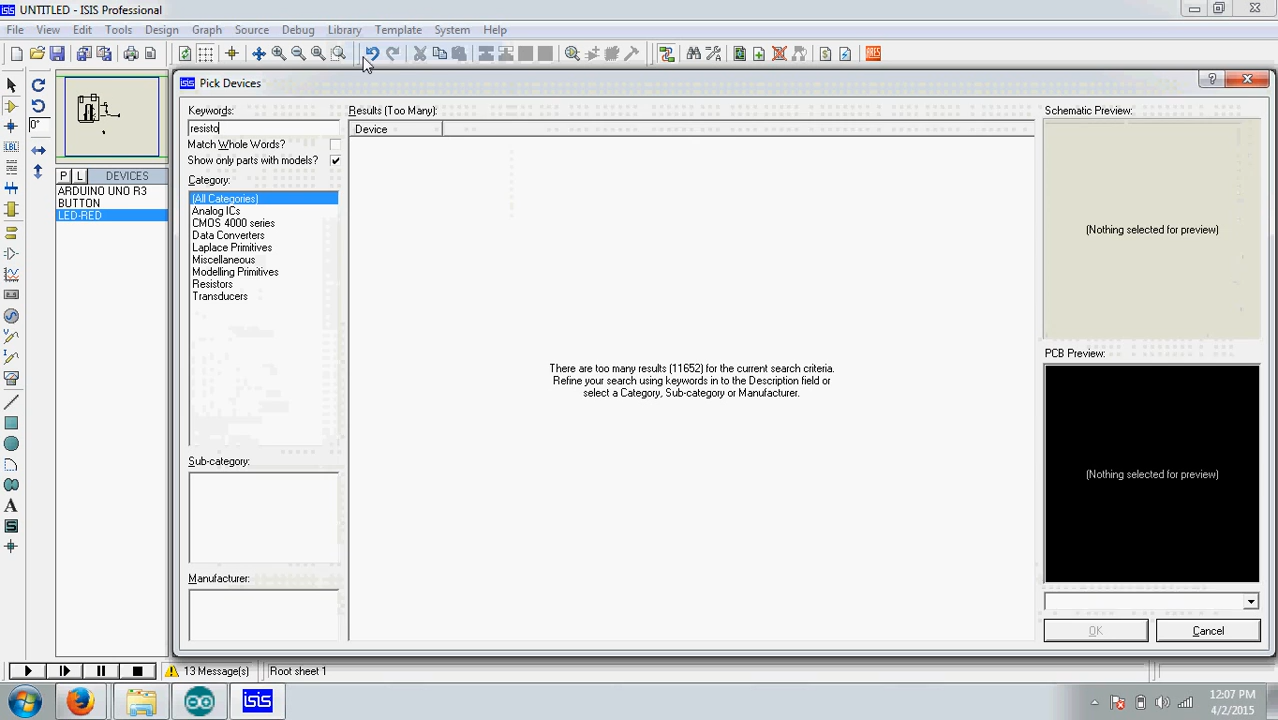 UNTITLED - ISIS Professional
File View Edit Tools Design Graph Source Debug Library Template System Help
ARES
Pick Devices
0°
LBL
P L DEVICES
ARDUINO UNO R3
BUTTON
LED-RED
Keywords:
resisto
Match Whole Words?
Show only parts with models?
Category:
(All Categories)
Analog ICs
CMOS 4000 series
Data Converters
Laplace Primitives
Miscellaneous
Modelling Primitives
Resistors
Transducers
Sub-category:
Manufacturer:
Results (Too Many):
Device
There are too many results (11652) for the current search criteria.
Refine your search using keywords in to the Description field or
select a Category, Sub-category or Manufacturer.
Schematic Preview:
(Nothing selected for preview)
PCB Preview:
(Nothing selected for preview)
OK Cancel
13 Message(s) Root sheet 1
isis
12:07 PM
4/2/2015